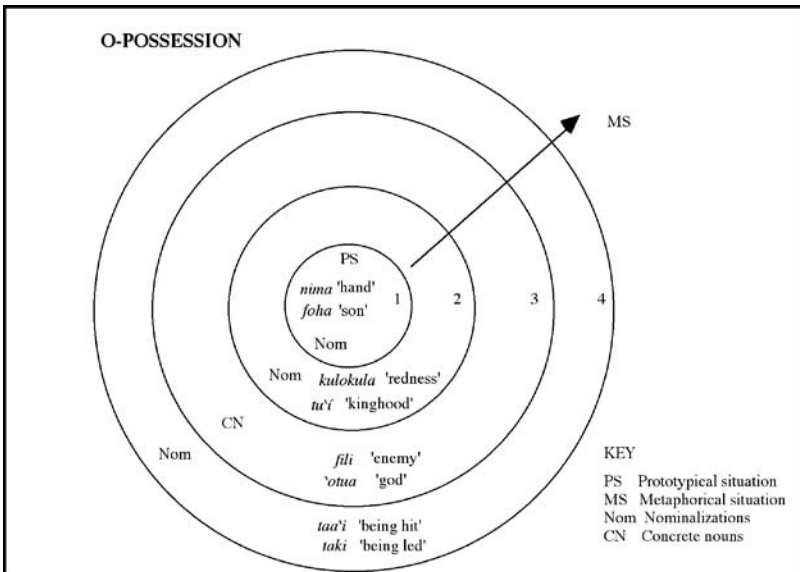 O-POSSESSION
MS
PS
nima 'hand'
foha 'son'
1
2
3
4
Nom
Nom
kulokula 'redness'
tu'í 'kinghood'
CN
Nom
fili 'enemy'
'otua 'god'
taa'i 'being hit'
taki 'being led'
KEY
PS Prototypical situation
MS Metaphorical situation
Nom Nominalizations
CN Concrete nouns